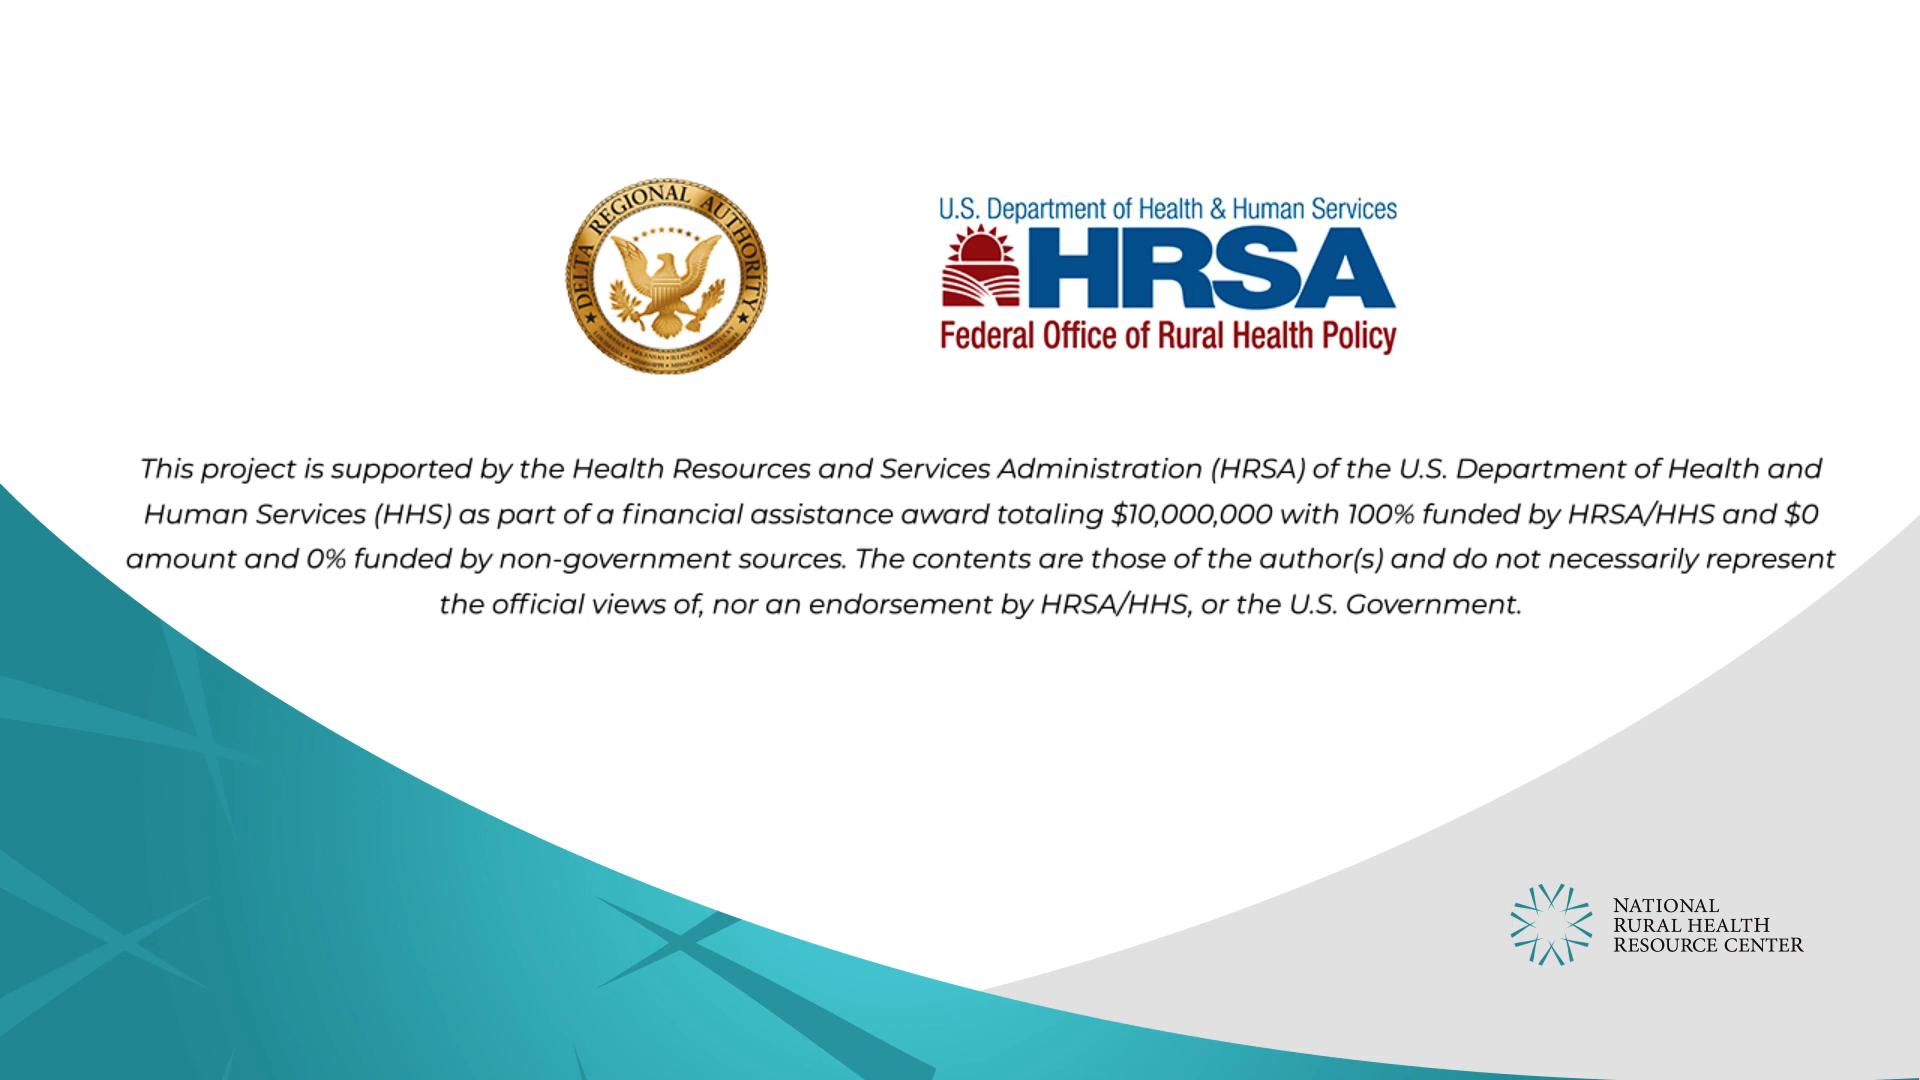 DELTA REGIONAL AUTHORITY
U.S. Department of Health & Human Services
HRSA
Federal Office of Rural Health Policy
This project is supported by the Health Resources and Services Administration (HRSA) of the U.S. Department of Health and
Human Services (HHS) as part of a financial assistance award totaling $10,000,000 with 100% funded by HRSA/HHS and $0
amount and 0% funded by non-government sources. The contents are those of the author(s) and do not necessarily represent
the official views of, nor an endorsement by HRSA/HHS, or the U.S. Government.
NATIONAL
RURAL HEALTH
RESOURCE CENTER